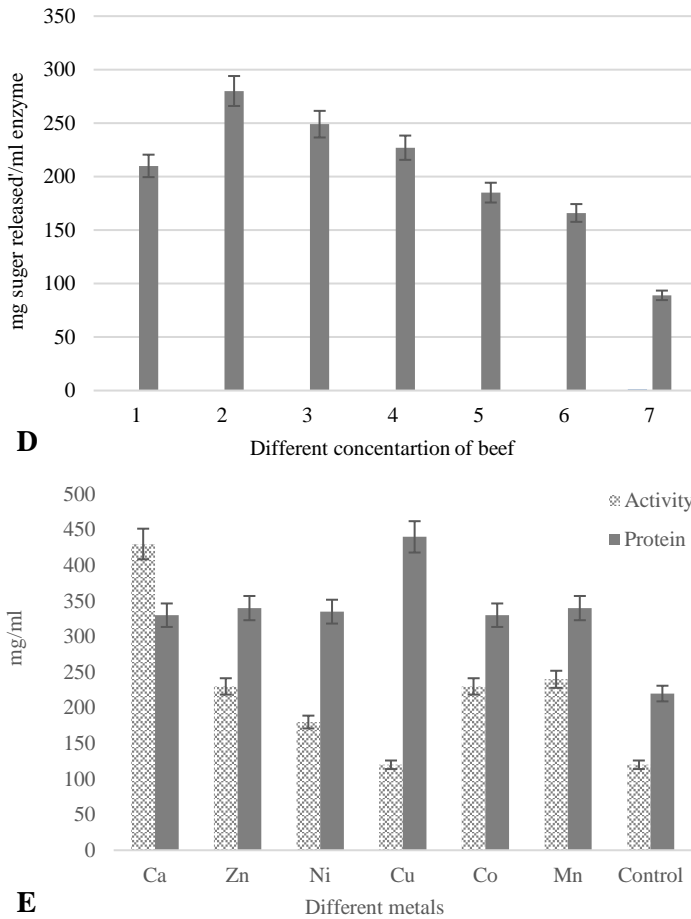 350
300
250
200
150
100
50
0
mg suger released'/ml enzyme
1 2 3 4 5 6 7
D
Different concentartion of beef
500
450
400
350
300
250
200
150
100
50
0
mg/ml
Activity
Protein
Ca Zn Ni Cu Co Mn Control
E
Different metals